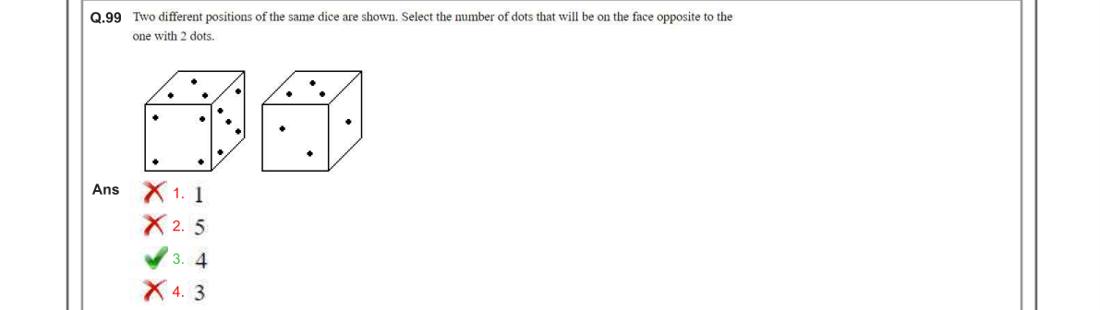 Q.99 Two different positions of the same dice are shown. Select the number of dots that will be on the face opposite to the
one with 2 dots.
Ans 1. 1
2. 5
3. 4
4. 3